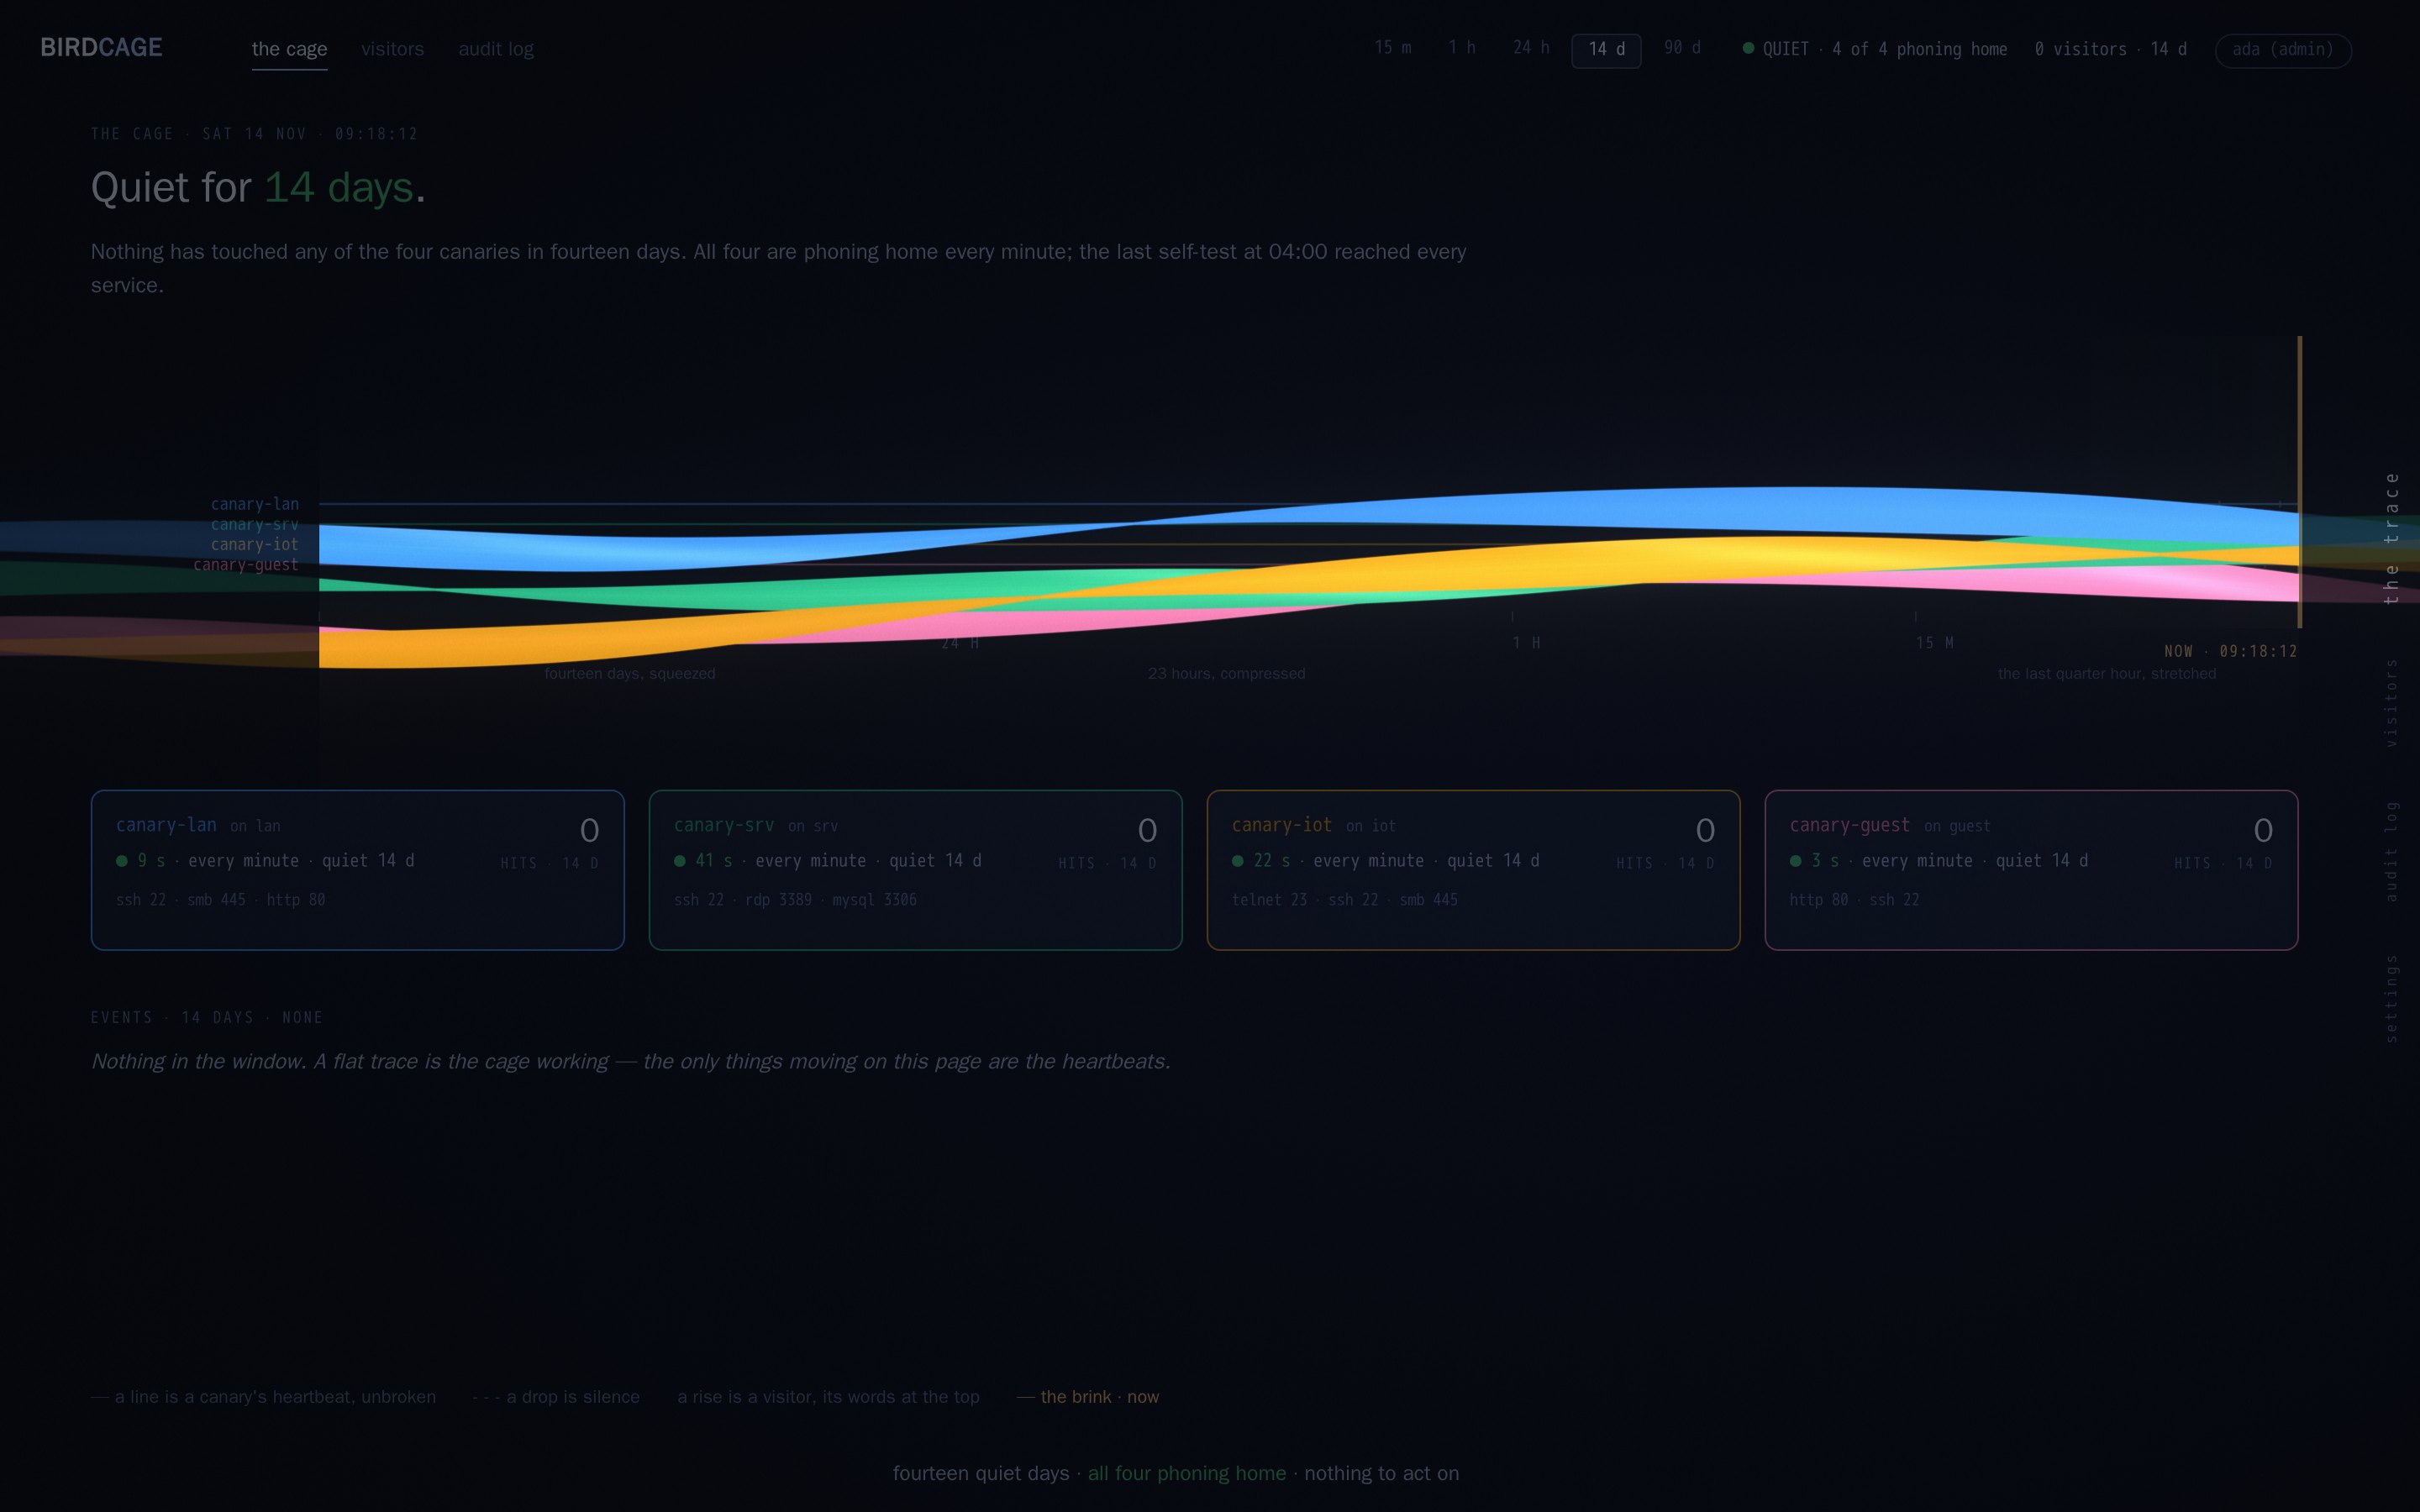 BIRDCAGE the cage visitors audit log 15 m 1 h 24 h 14 d 90 d QUIET · 4 of 4 phoning home 0 visitors · 14 d ada (admin)
THE CAGE · SAT 14 NOV · 09:18:12
Quiet for 14 days.
Nothing has touched any of the four canaries in fourteen days. All four are phoning home every minute; the last self-test at 04:00 reached every
service.
canary-lan
canary-srv
canary-iot
canary-guest
24 H 1 H 15 M NOW · 09:18:12
fourteen days, squeezed 23 hours, compressed the last quarter hour, stretched
the trace
visitors
audit log
settings
canary-lan on lan 0
9 s · every minute · quiet 14 d HITS · 14 D
ssh 22 · smb 445 · http 80
canary-srv on srv 0
41 s · every minute · quiet 14 d HITS · 14 D
ssh 22 · rdp 3389 · mysql 3306
canary-iot on iot 0
22 s · every minute · quiet 14 d HITS · 14 D
telnet 23 · ssh 22 · smb 445
canary-guest on guest 0
3 s · every minute · quiet 14 d HITS · 14 D
http 80 · ssh 22
EVENTS · 14 DAYS · NONE
Nothing in the window. A flat trace is the cage working — the only things moving on this page are the heartbeats.
— a line is a canary's heartbeat, unbroken - - - a drop is silence a rise is a visitor, its words at the top — the brink · now
fourteen quiet days · all four phoning home · nothing to act on